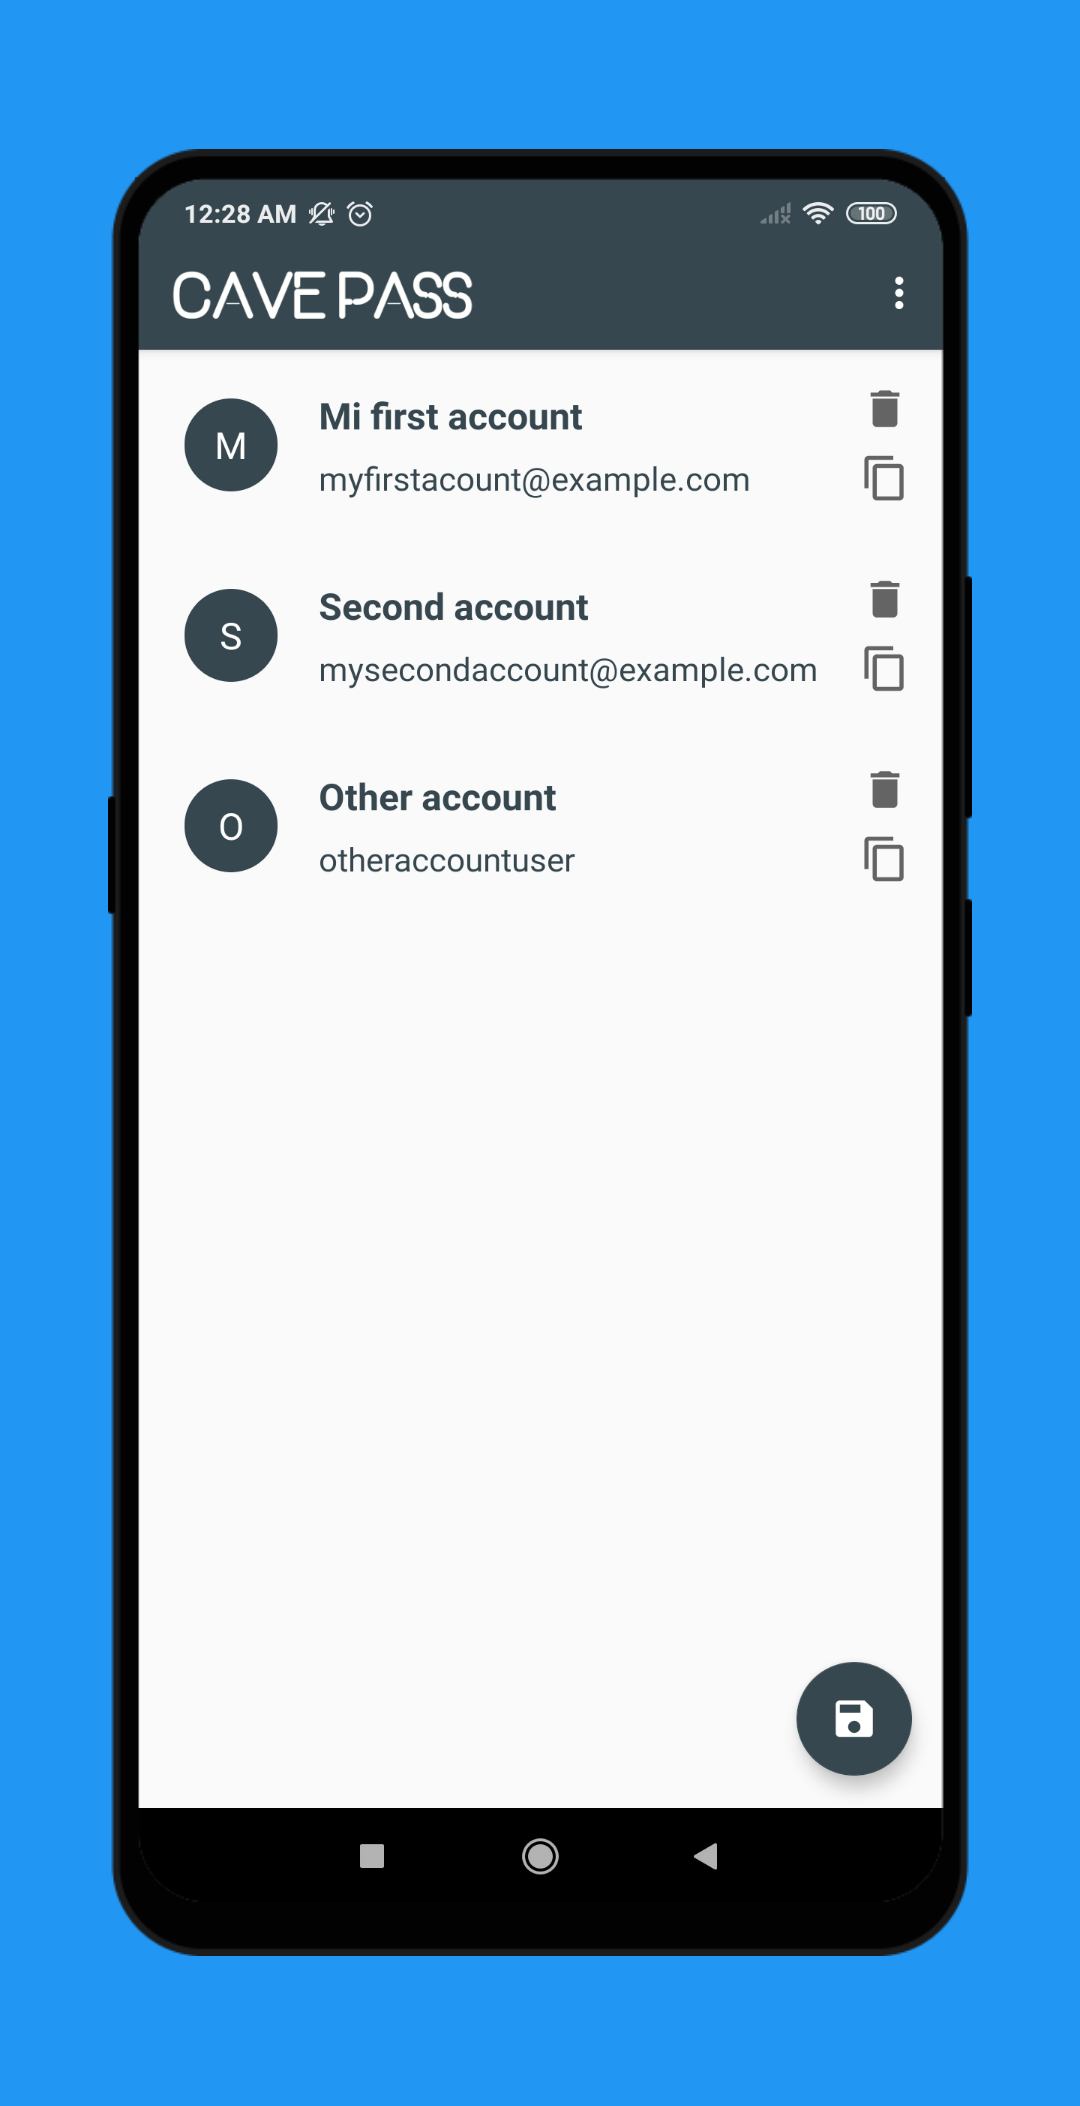 12:28 AM 100
CAVE PASS
M
Mi first account
myfirstacount@example.com
S
Second account
mysecondaccount@example.com
O
Other account
otheraccountuser